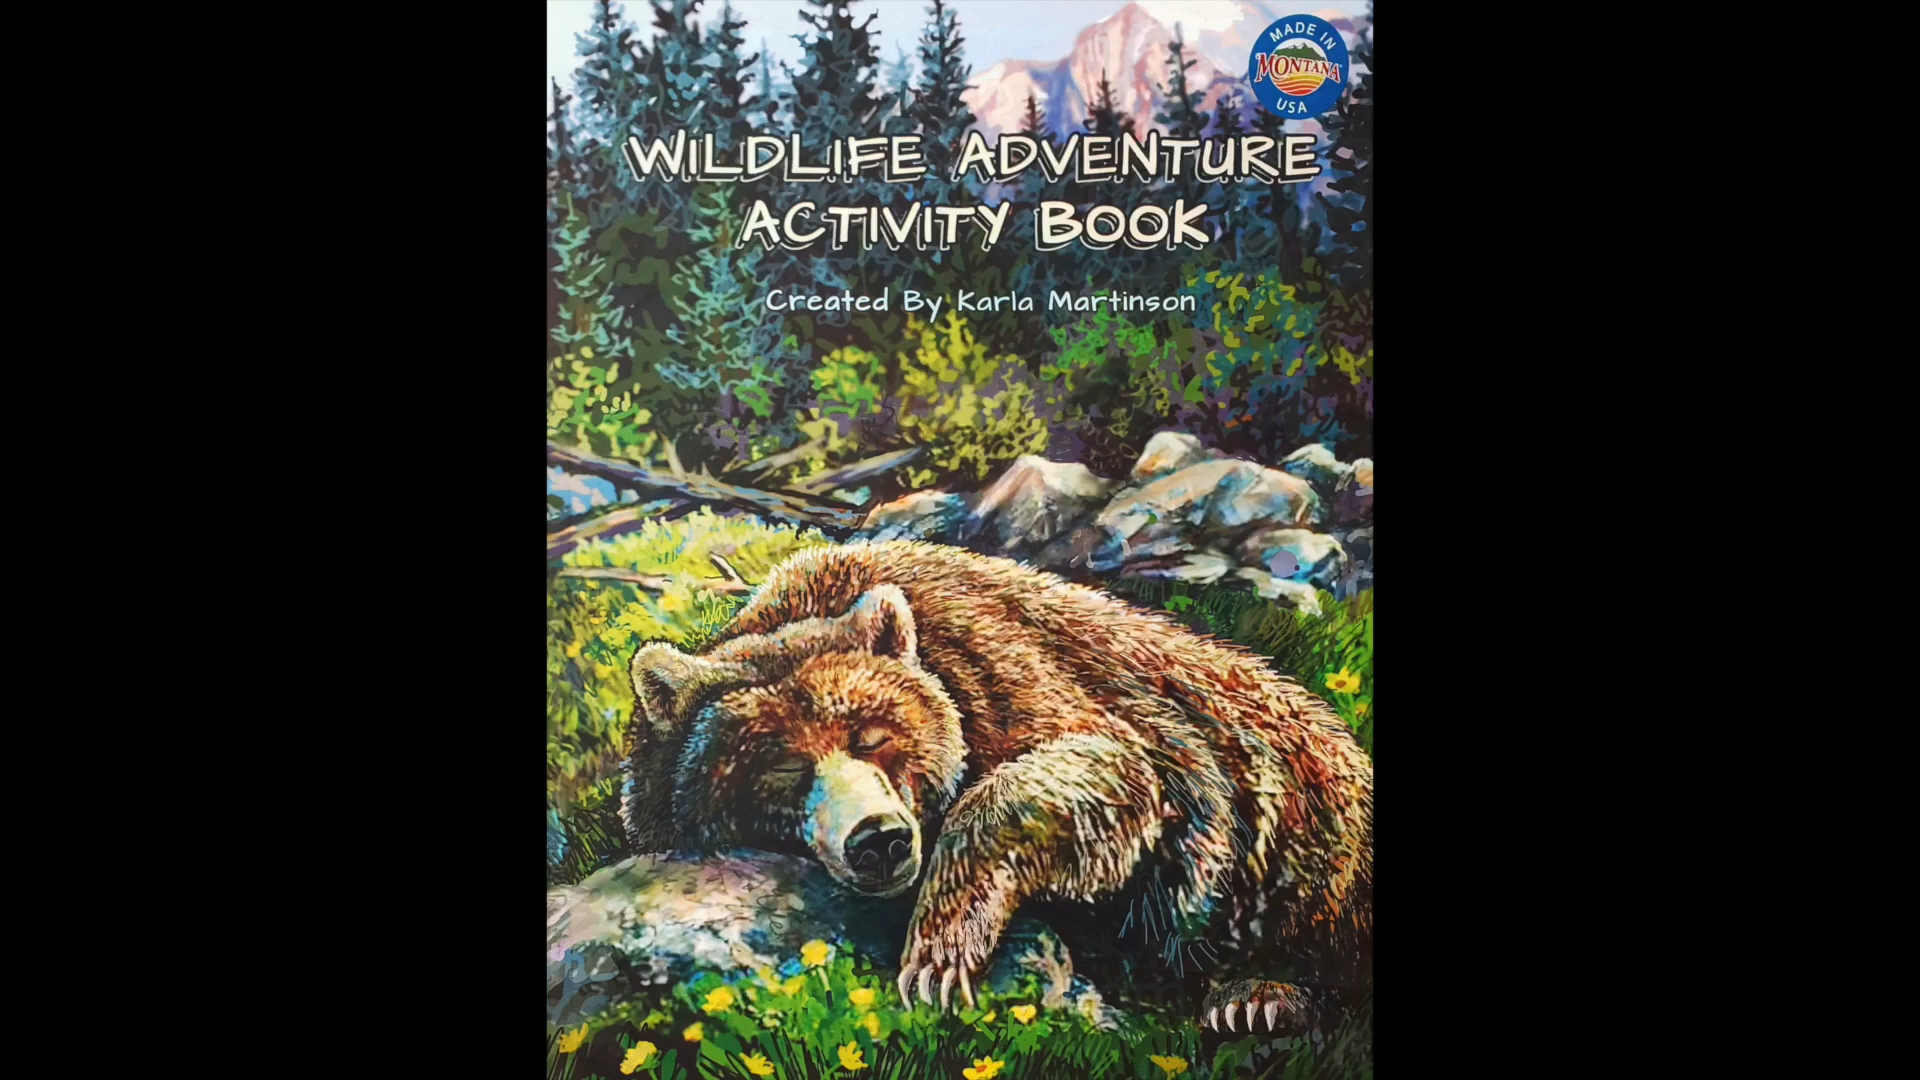 MADE IN
MONTANA
USA
WILDLIFE ADVENTURE
ACTIVITY BOOK
Created By Karla Martinson